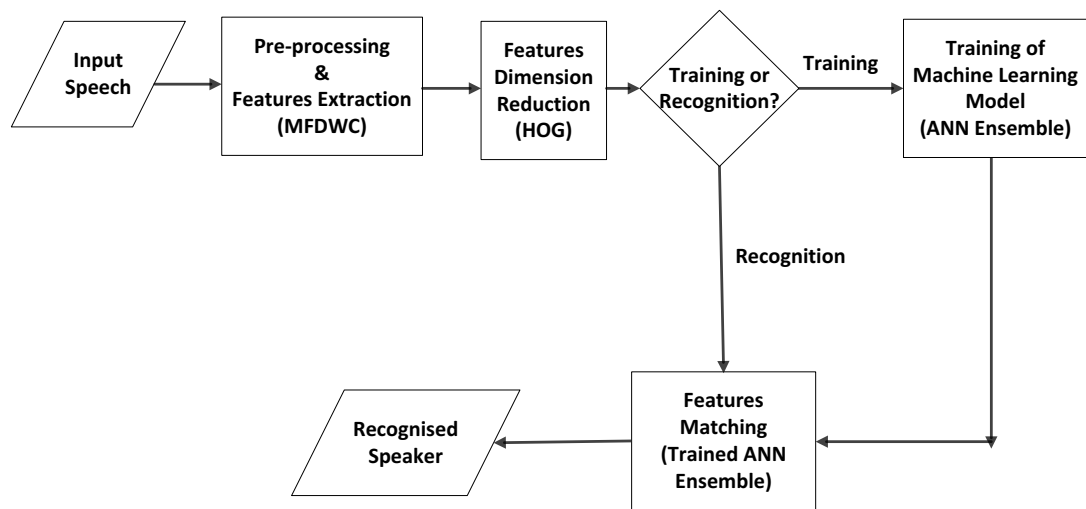 Input
Speech
Pre-processing
&
Features Extraction
(MFDWC)
Features
Dimension
Reduction
(HOG)
Training or
Recognition?
Training
Training of
Machine Learning
Model
(ANN Ensemble)
Recognition
Features
Matching
(Trained ANN
Ensemble)
Recognised
Speaker